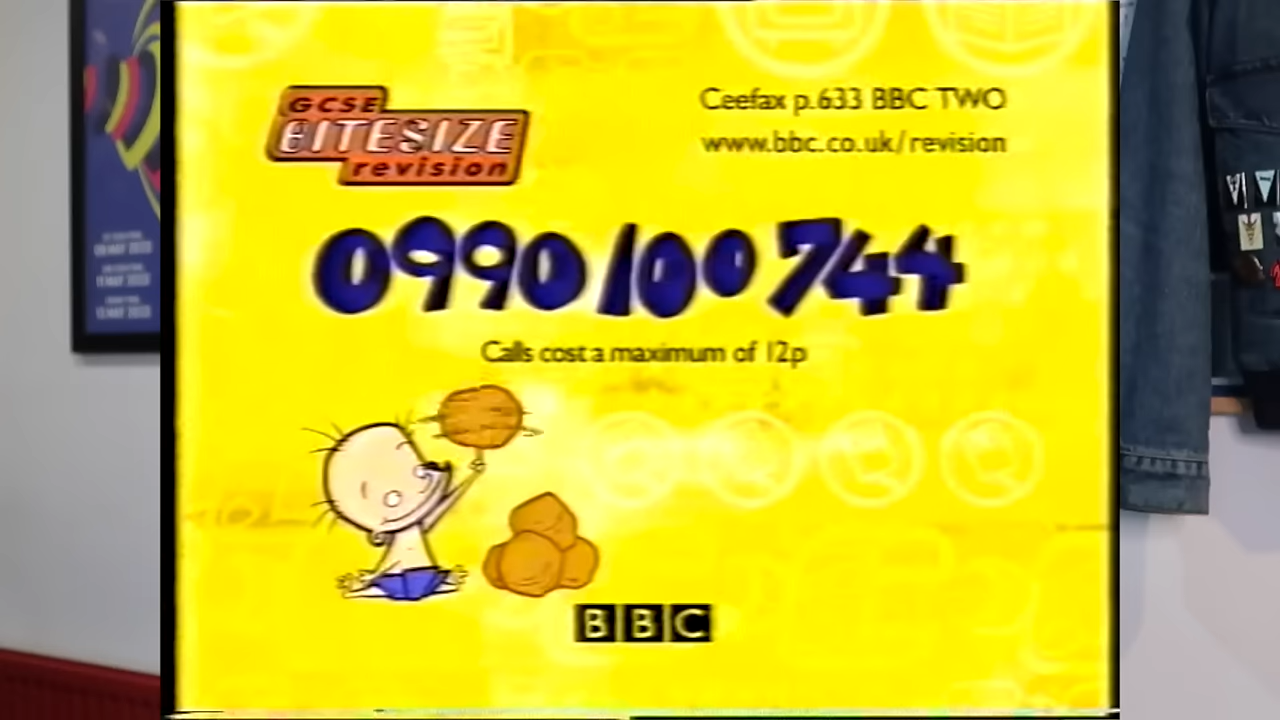 GCSE
BITESIZE
revision
Ceefax p.633 BBC TWO
www.bbc.co.uk/revision
0990 100 744
Calls cost a maximum of 12p
BBC